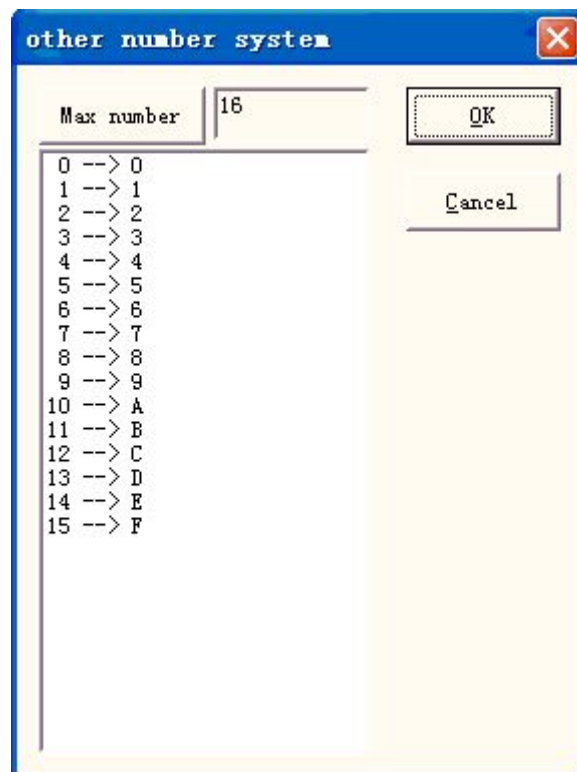 other number system
Max number
16
OK
Cancel
0 --> 0
1 --> 1
2 --> 2
3 --> 3
4 --> 4
5 --> 5
6 --> 6
7 --> 7
8 --> 8
9 --> 9
10 --> A
11 --> B
12 --> C
13 --> D
14 --> E
15 --> F